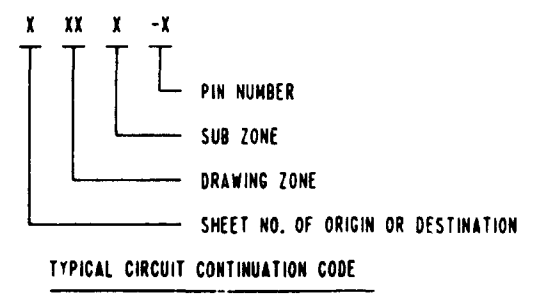 X XX X -X
PIN NUMBER
SUB ZONE
DRAWING ZONE
SHEET NO. OF ORIGIN OR DESTINATION
TYPICAL CIRCUIT CONTINUATION CODE